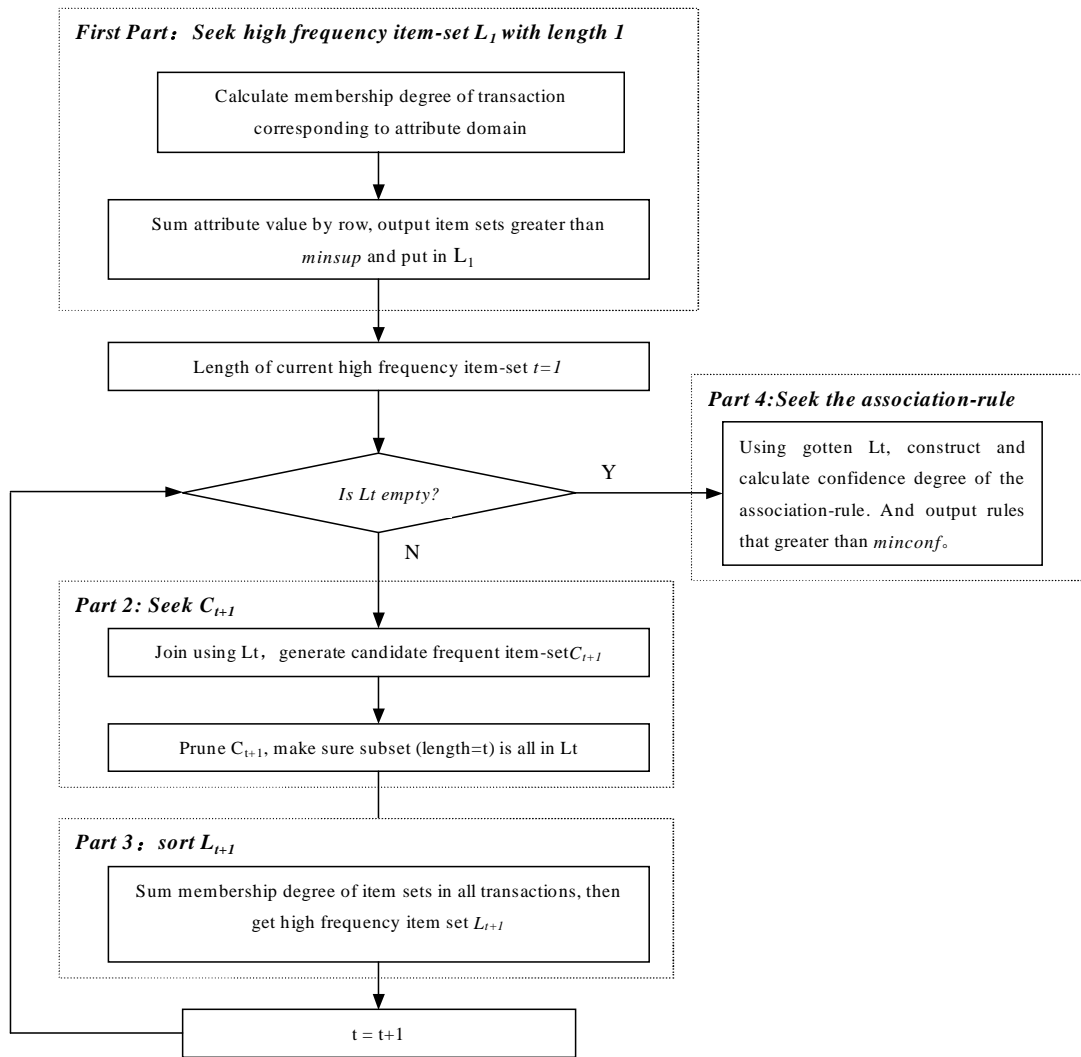 First Part：Seek high frequency item-set L1 with length 1
Calculate membership degree of transaction
corresponding to attribute domain
Sum attribute value by row, output item sets greater than
minsup and put in L1
Length of current high frequency item-set t=1
Is Lt empty?
Y
N
Part 4:Seek the association-rule
Using gotten Lt, construct and
calculate confidence degree of the
association-rule. And output rules
that greater than minconf。
Part 2: Seek Ct+1
Join using Lt，generate candidate frequent item-setCt+1
Prune Ct+1, make sure subset (length=t) is all in Lt
Part 3：sort Lt+1
Sum membership degree of item sets in all transactions, then
get high frequency item set Lt+1
t = t+1